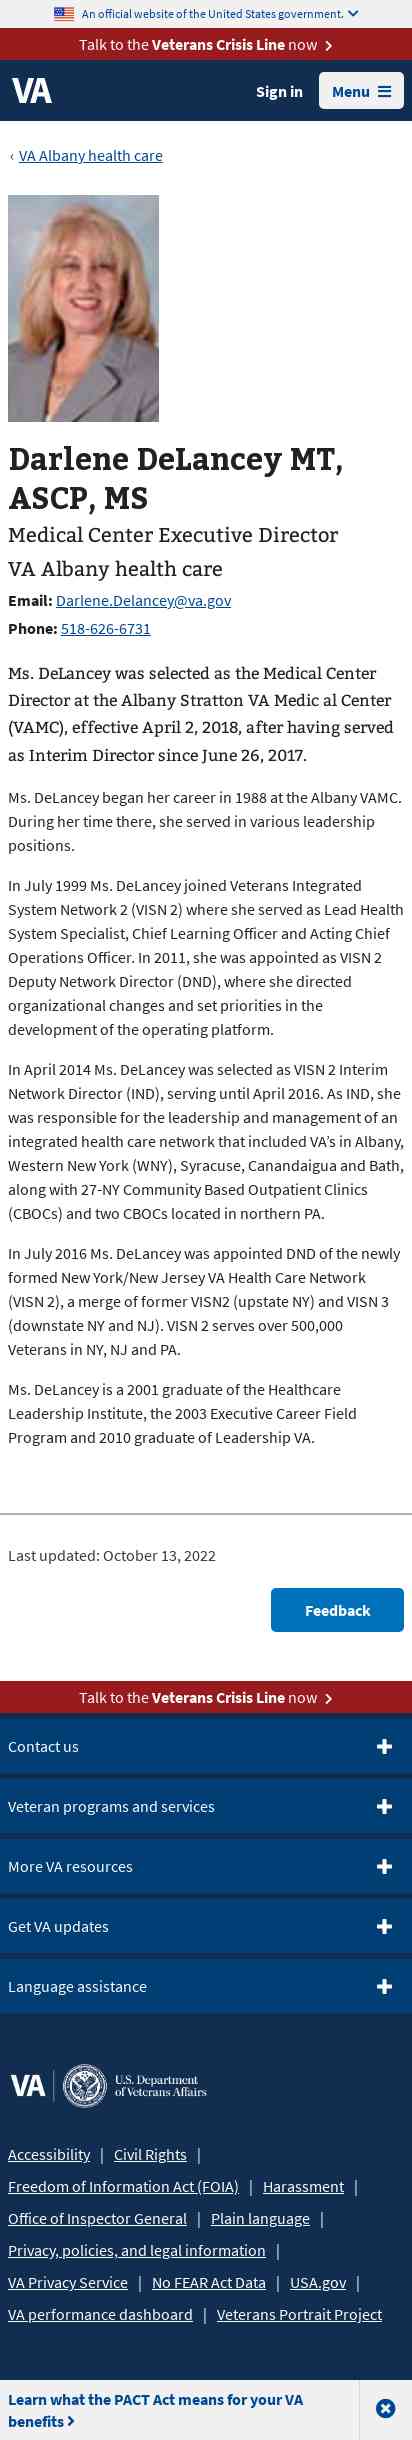 An official website of the United States government.
Talk to the Veterans Crisis Line now
VA
Sign in
Menu
‹ VA Albany health care
Darlene DeLancey MT,
ASCP, MS
Medical Center Executive Director
VA Albany health care
Email: Darlene.Delancey@va.gov
Phone: 518-626-6731
Ms. DeLancey was selected as the Medical Center
Director at the Albany Stratton VA Medic al Center
(VAMC), effective April 2, 2018, after having served
as Interim Director since June 26, 2017.
Ms. DeLancey began her career in 1988 at the Albany VAMC.
During her time there, she served in various leadership
positions.
In July 1999 Ms. DeLancey joined Veterans Integrated
System Network 2 (VISN 2) where she served as Lead Health
System Specialist, Chief Learning Officer and Acting Chief
Operations Officer. In 2011, she was appointed as VISN 2
Deputy Network Director (DND), where she directed
organizational changes and set priorities in the
development of the operating platform.
In April 2014 Ms. DeLancey was selected as VISN 2 Interim
Network Director (IND), serving until April 2016. As IND, she
was responsible for the leadership and management of an
integrated health care network that included VA’s in Albany,
Western New York (WNY), Syracuse, Canandaigua and Bath,
along with 27-NY Community Based Outpatient Clinics
(CBOCs) and two CBOCs located in northern PA.
In July 2016 Ms. DeLancey was appointed DND of the newly
formed New York/New Jersey VA Health Care Network
(VISN 2), a merge of former VISN2 (upstate NY) and VISN 3
(downstate NY and NJ). VISN 2 serves over 500,000
Veterans in NY, NJ and PA.
Ms. DeLancey is a 2001 graduate of the Healthcare
Leadership Institute, the 2003 Executive Career Field
Program and 2010 graduate of Leadership VA.
Last updated: October 13, 2022
Feedback
Talk to the Veterans Crisis Line now
Contact us
Veteran programs and services
More VA resources
Get VA updates
Language assistance
VA | U.S. Department
of Veterans Affairs
Accessibility | Civil Rights |
Freedom of Information Act (FOIA) | Harassment |
Office of Inspector General | Plain language |
Privacy, policies, and legal information |
VA Privacy Service | No FEAR Act Data | USA.gov |
VA performance dashboard | Veterans Portrait Project
Learn what the PACT Act means for your VA
benefits